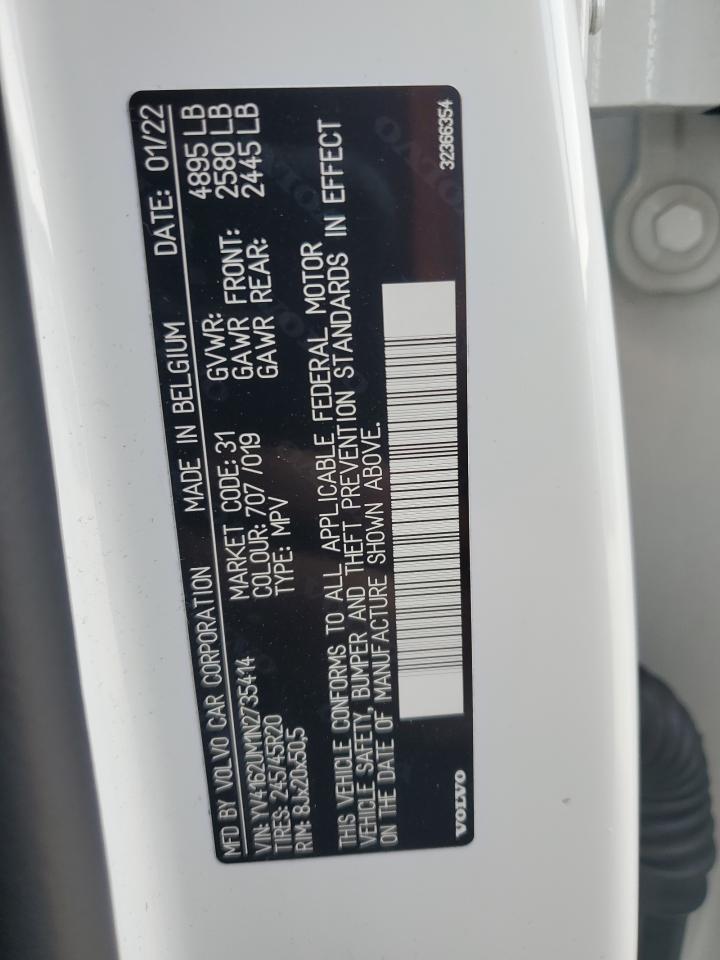 MFD BY VOLVO CAR CORPORATION MADE IN BELGIUM DATE: 01/22
VIN: YV4162UM1N2735414 MARKET CODE: 31 GVWR: 4895 LB
TIRES: 245/45R20 COLOUR: 707 /019 GAWR FRONT: 2580 LB
RIM: 8Jx20x50,5 TYPE: MPV GAWR REAR: 2445 LB
THIS VEHICLE CONFORMS TO ALL APPLICABLE FEDERAL MOTOR
VEHICLE SAFETY, BUMPER AND THEFT PREVENTION STANDARDS IN EFFECT
ON THE DATE OF MANUFACTURE SHOWN ABOVE.
VOLVO 32366354